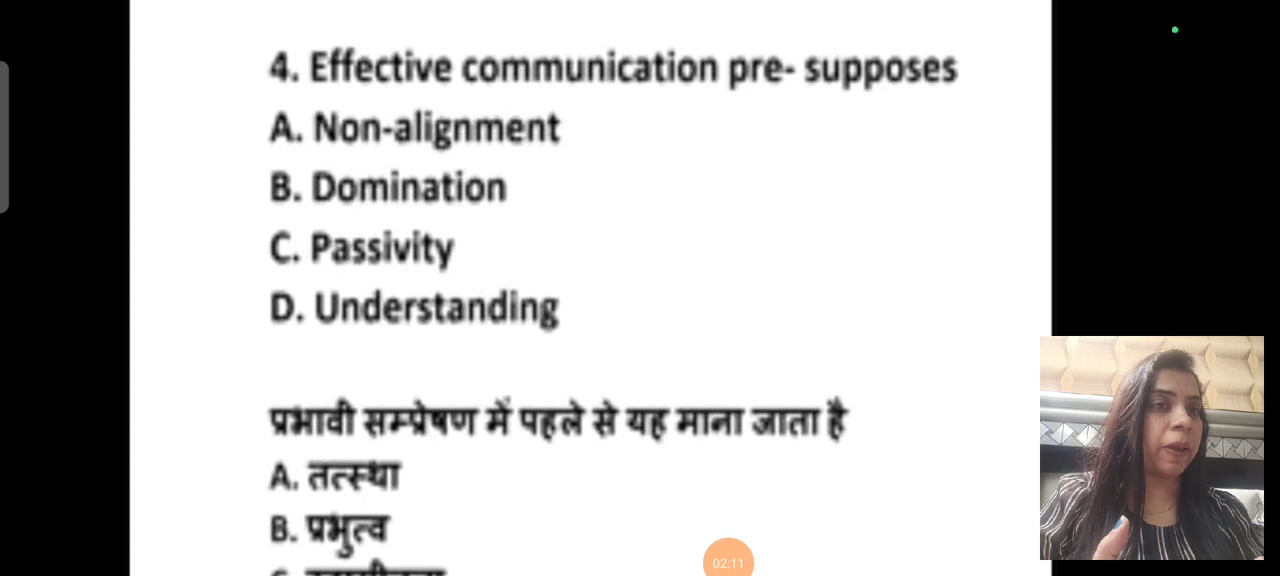 4. Effective communication pre- supposes
A. Non-alignment
B. Domination
C. Passivity
D. Understanding
प्रभावी सम्प्रेषण में पहले से यह माना जाता है
A. तत्स्था
B. प्रभुत्व
02:11